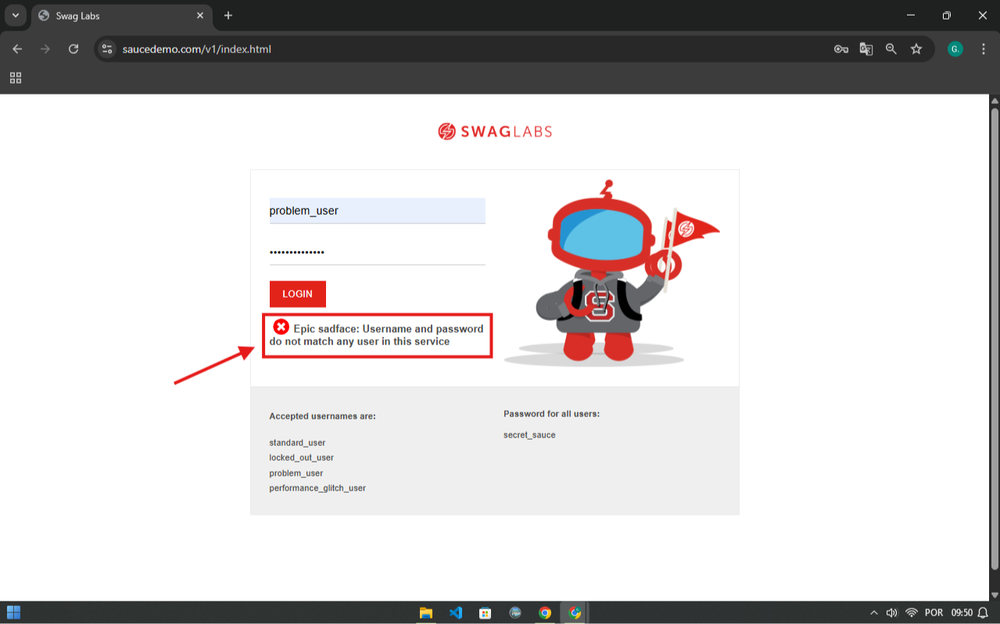 Swag Labs
saucedemo.com/v1/index.html
G.
SWAGLABS
problem_user
••••••••••••••
LOGIN
Epic sadface: Username and password
do not match any user in this service
S
Accepted usernames are:
standard_user
locked_out_user
problem_user
performance_glitch_user
Password for all users:
secret_sauce
POR 09:50